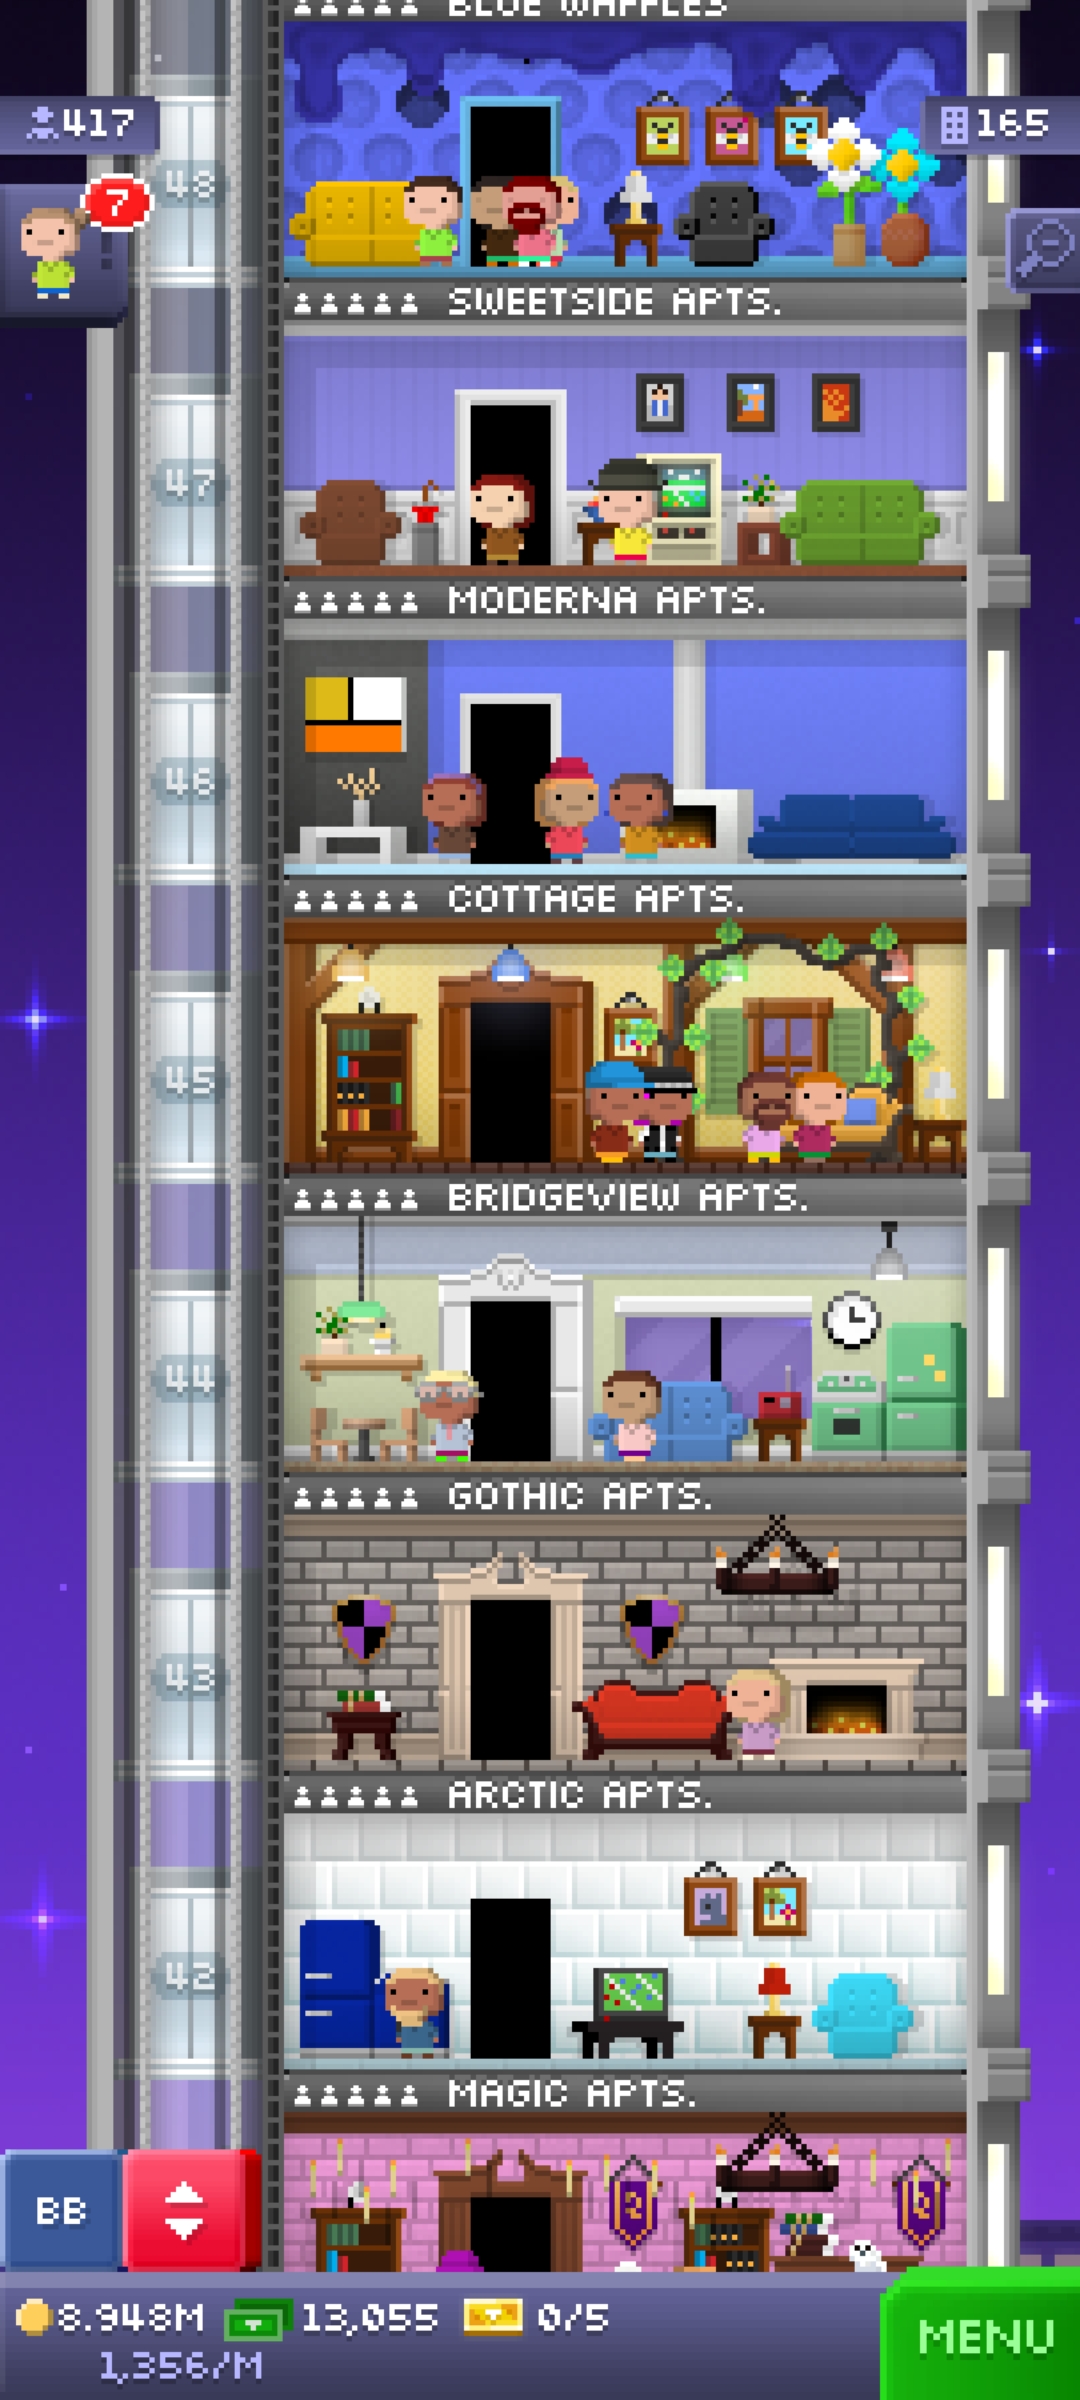 BLUE WAFFLES
417
165
7
48
SWEETSIDE APTS.
47
MODERNA APTS.
46
COTTAGE APTS.
45
BRIDGEVIEW APTS.
44
GOTHIC APTS.
43
ARCTIC APTS.
42
MAGIC APTS.
BB
8.948M
13,055
0/5
1,356/M
MENU